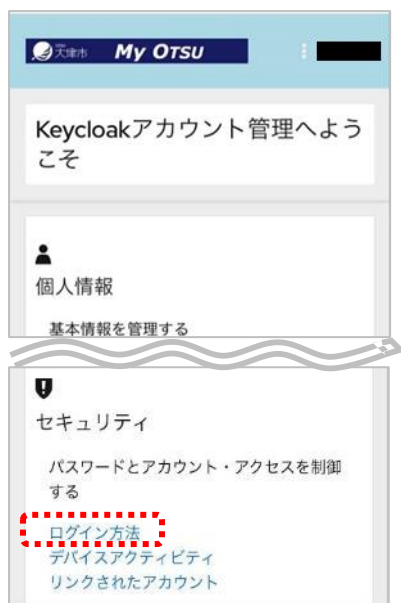 大津市 My OTSU
Keycloakアカウント管理へよう
こそ
個人情報
基本情報を管理する
セキュリティ
パスワードとアカウント・アクセスを制御
する
ログイン方法
デバイスアクティビティ
リンクされたアカウント